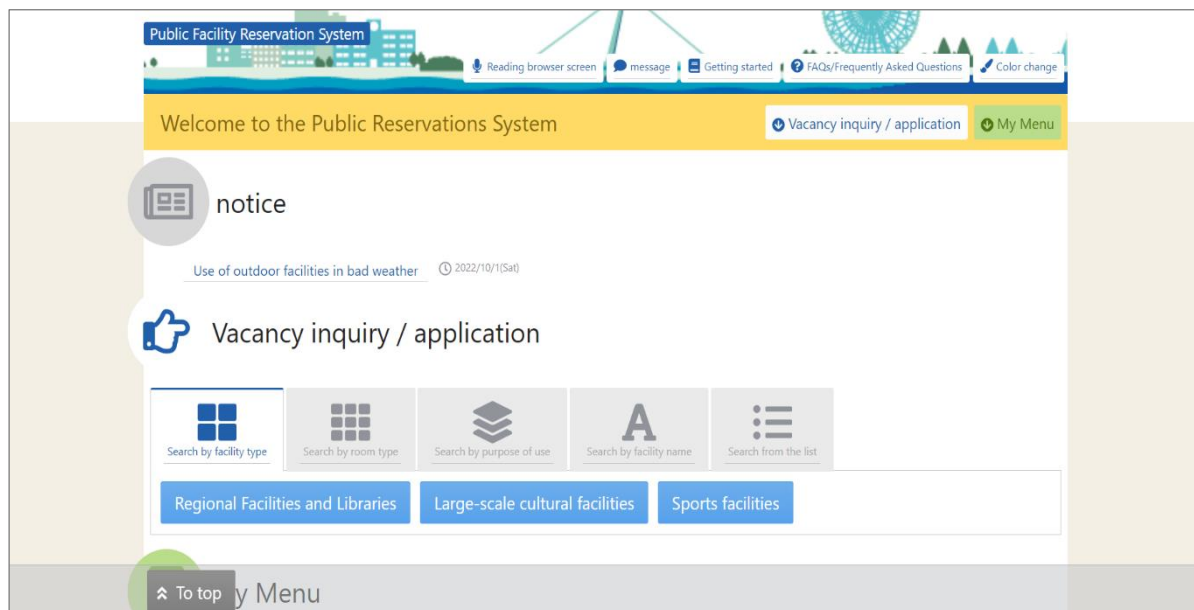 Public Facility Reservation System
Reading browser screen message Getting started FAQs/Frequently Asked Questions Color change
Welcome to the Public Reservations System Vacancy inquiry / application My Menu
notice
Use of outdoor facilities in bad weather 2022/10/1(Sat)
Vacancy inquiry / application
Search by facility type Search by room type Search by purpose of use Search by facility name Search from the list
Regional Facilities and Libraries Large-scale cultural facilities Sports facilities
To top y Menu